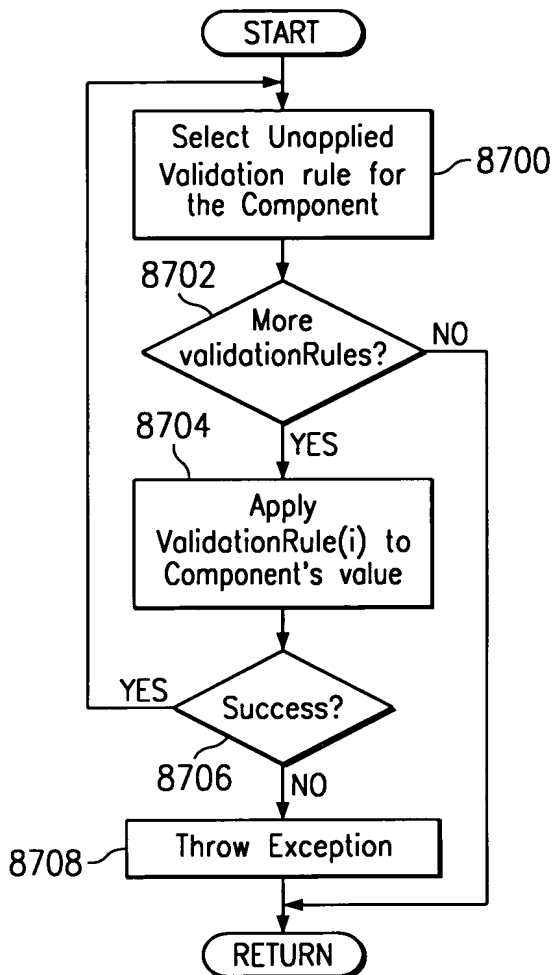 START
Select Unapplied
Validation rule for
the Component
8700
8702
More
validationRules?
NO
YES
8704
Apply
ValidationRule(i) to
Component's value
YES
Success?
8706
NO
8708
Throw Exception
RETURN